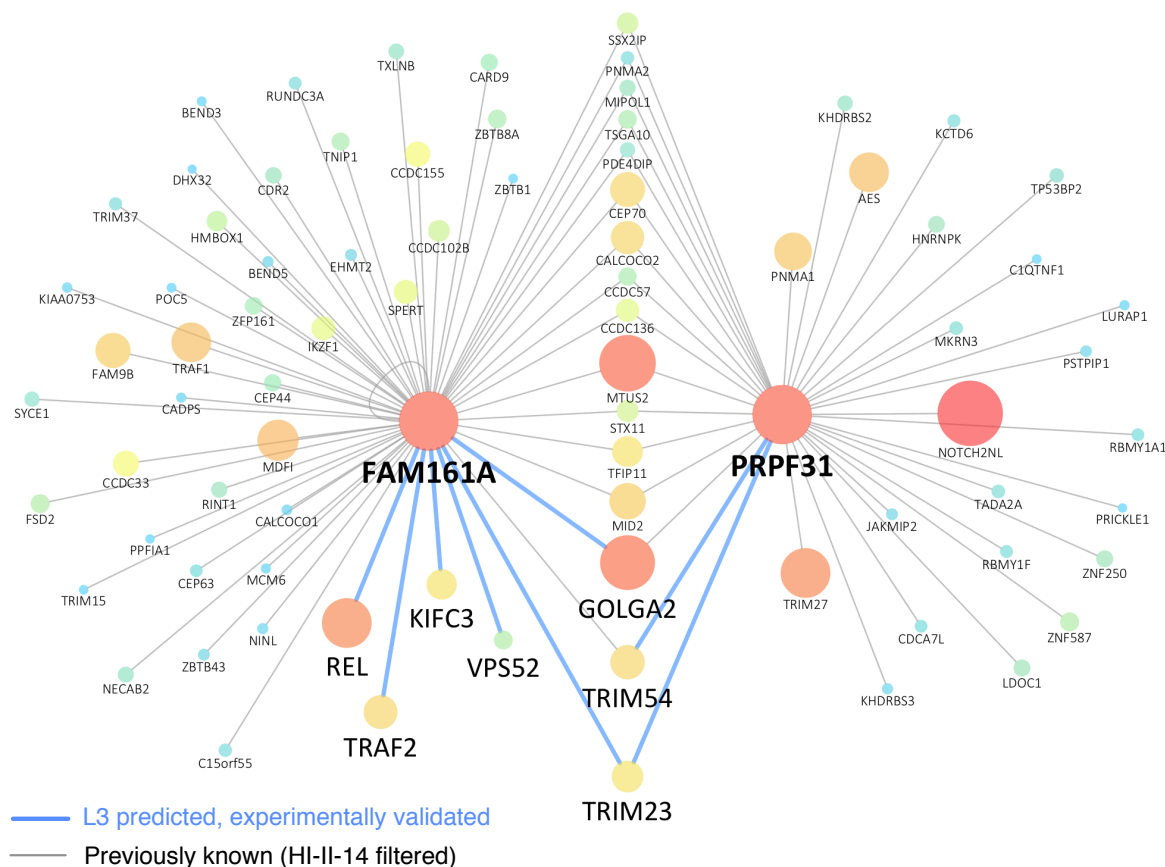 SSX2IP
TXLNB
CARD9
PNMA2
RUNDC3A
MIPOL1
BEND3
KHDRBS2
KCTD6
ZBTB8A
TSGA10
TNIP1
CCDC155
PDE4DIP
DHX32
CDR2
ZBTB1
AES
TP53BP2
TRIM37
CEP70
HMBOX1
CCDC102B
HNRNPK
CALCOCO2
BEND5
EHMT2
PNMA1
C1QTNF1
CCDC57
KIAA0753
POC5
ZFP161
SPERT
CCDC136
LURAP1
IKZF1
MKRN3
FAM9B
TRAF1
PSTPIP1
CEP44
MTUS2
SYCE1
CADPS
STX11
NOTCH2NL
RBMY1A1
FAM161A
PRPF31
MDFI
TFIP11
CCDC33
RINT1
CALCOCO1
TADA2A
FSD2
MID2
JAKMIP2
PRICKLE1
PPFIA1
RBMY1F
ZNF250
CEP63
MCM6
TRIM15
KIFC3
GOLGA2
TRIM27
NINL
CDCA7L
ZNF587
ZBTB43
REL
VPS52
NECAB2
TRIM54
KHDRBS3
LDOC1
TRAF2
C15orf55
TRIM23
L3 predicted, experimentally validated
Previously known (HI-II-14 filtered)